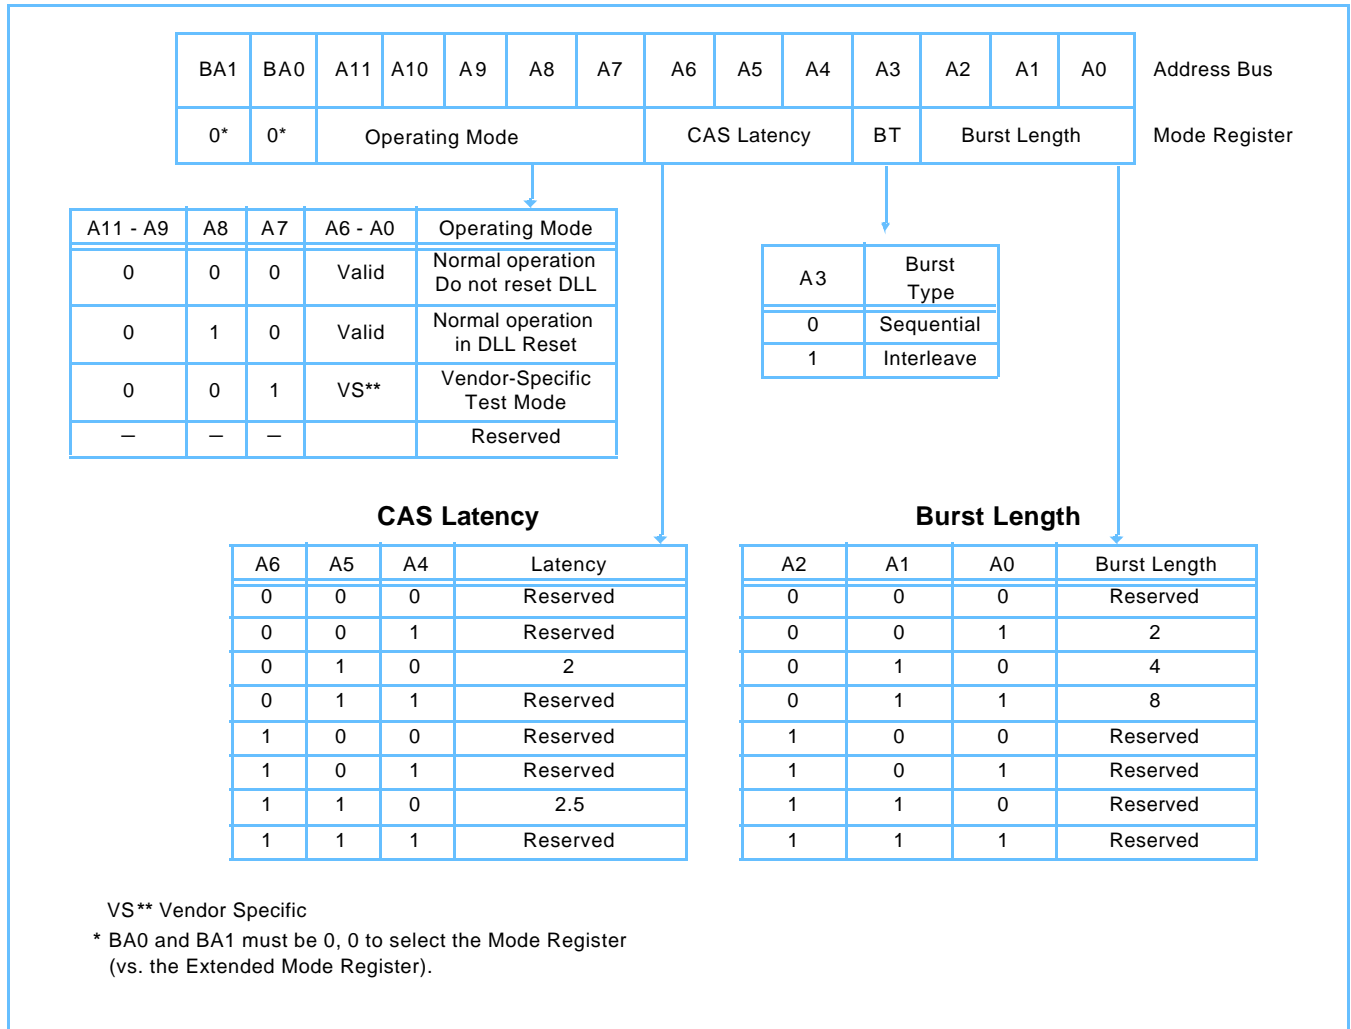 BA1 BA0 A11 A10 A9 A8 A7 A6 A5 A4 A3 A2 A1 A0 Address Bus
0* 0* Operating Mode CAS Latency BT Burst Length Mode Register
A11 - A9 A8 A7 A6 - A0 Operating Mode
0 0 0 Valid Normal operation
Do not reset DLL
0 1 0 Valid Normal operation
in DLL Reset
0 0 1 VS** Vendor-Specific
Test Mode
– – – Reserved
A3 Burst
Type
0 Sequential
1 Interleave
CAS Latency
A6 A5 A4 Latency
0 0 0 Reserved
0 0 1 Reserved
0 1 0 2
0 1 1 Reserved
1 0 0 Reserved
1 0 1 Reserved
1 1 0 2.5
1 1 1 Reserved
Burst Length
A2 A1 A0 Burst Length
0 0 0 Reserved
0 0 1 2
0 1 0 4
0 1 1 8
1 0 0 Reserved
1 0 1 Reserved
1 1 0 Reserved
1 1 1 Reserved
VS** Vendor Specific
* BA0 and BA1 must be 0, 0 to select the Mode Register
(vs. the Extended Mode Register).